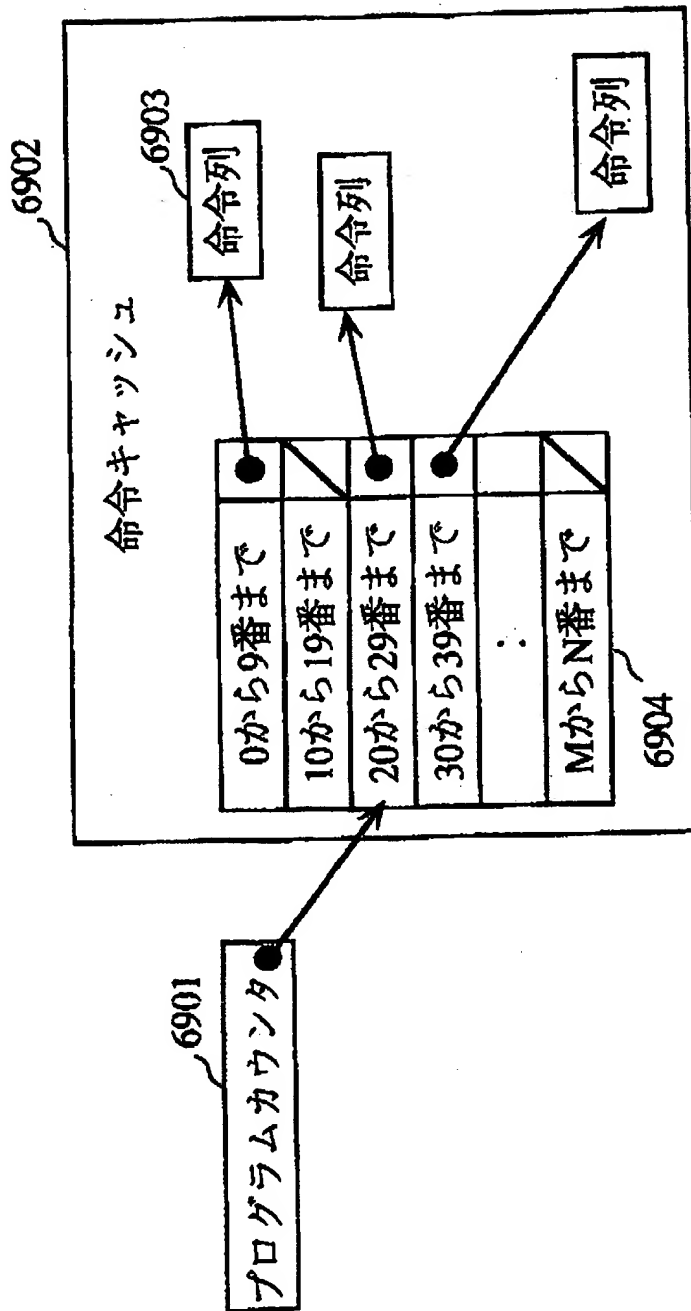 6902
命令キャッシュ
6903
命令列
命令列
命令列
0から9番まで
10から19番まで
20から29番まで
30から39番まで
:
MからN番まで
6904
6901
プログラムカウンタ